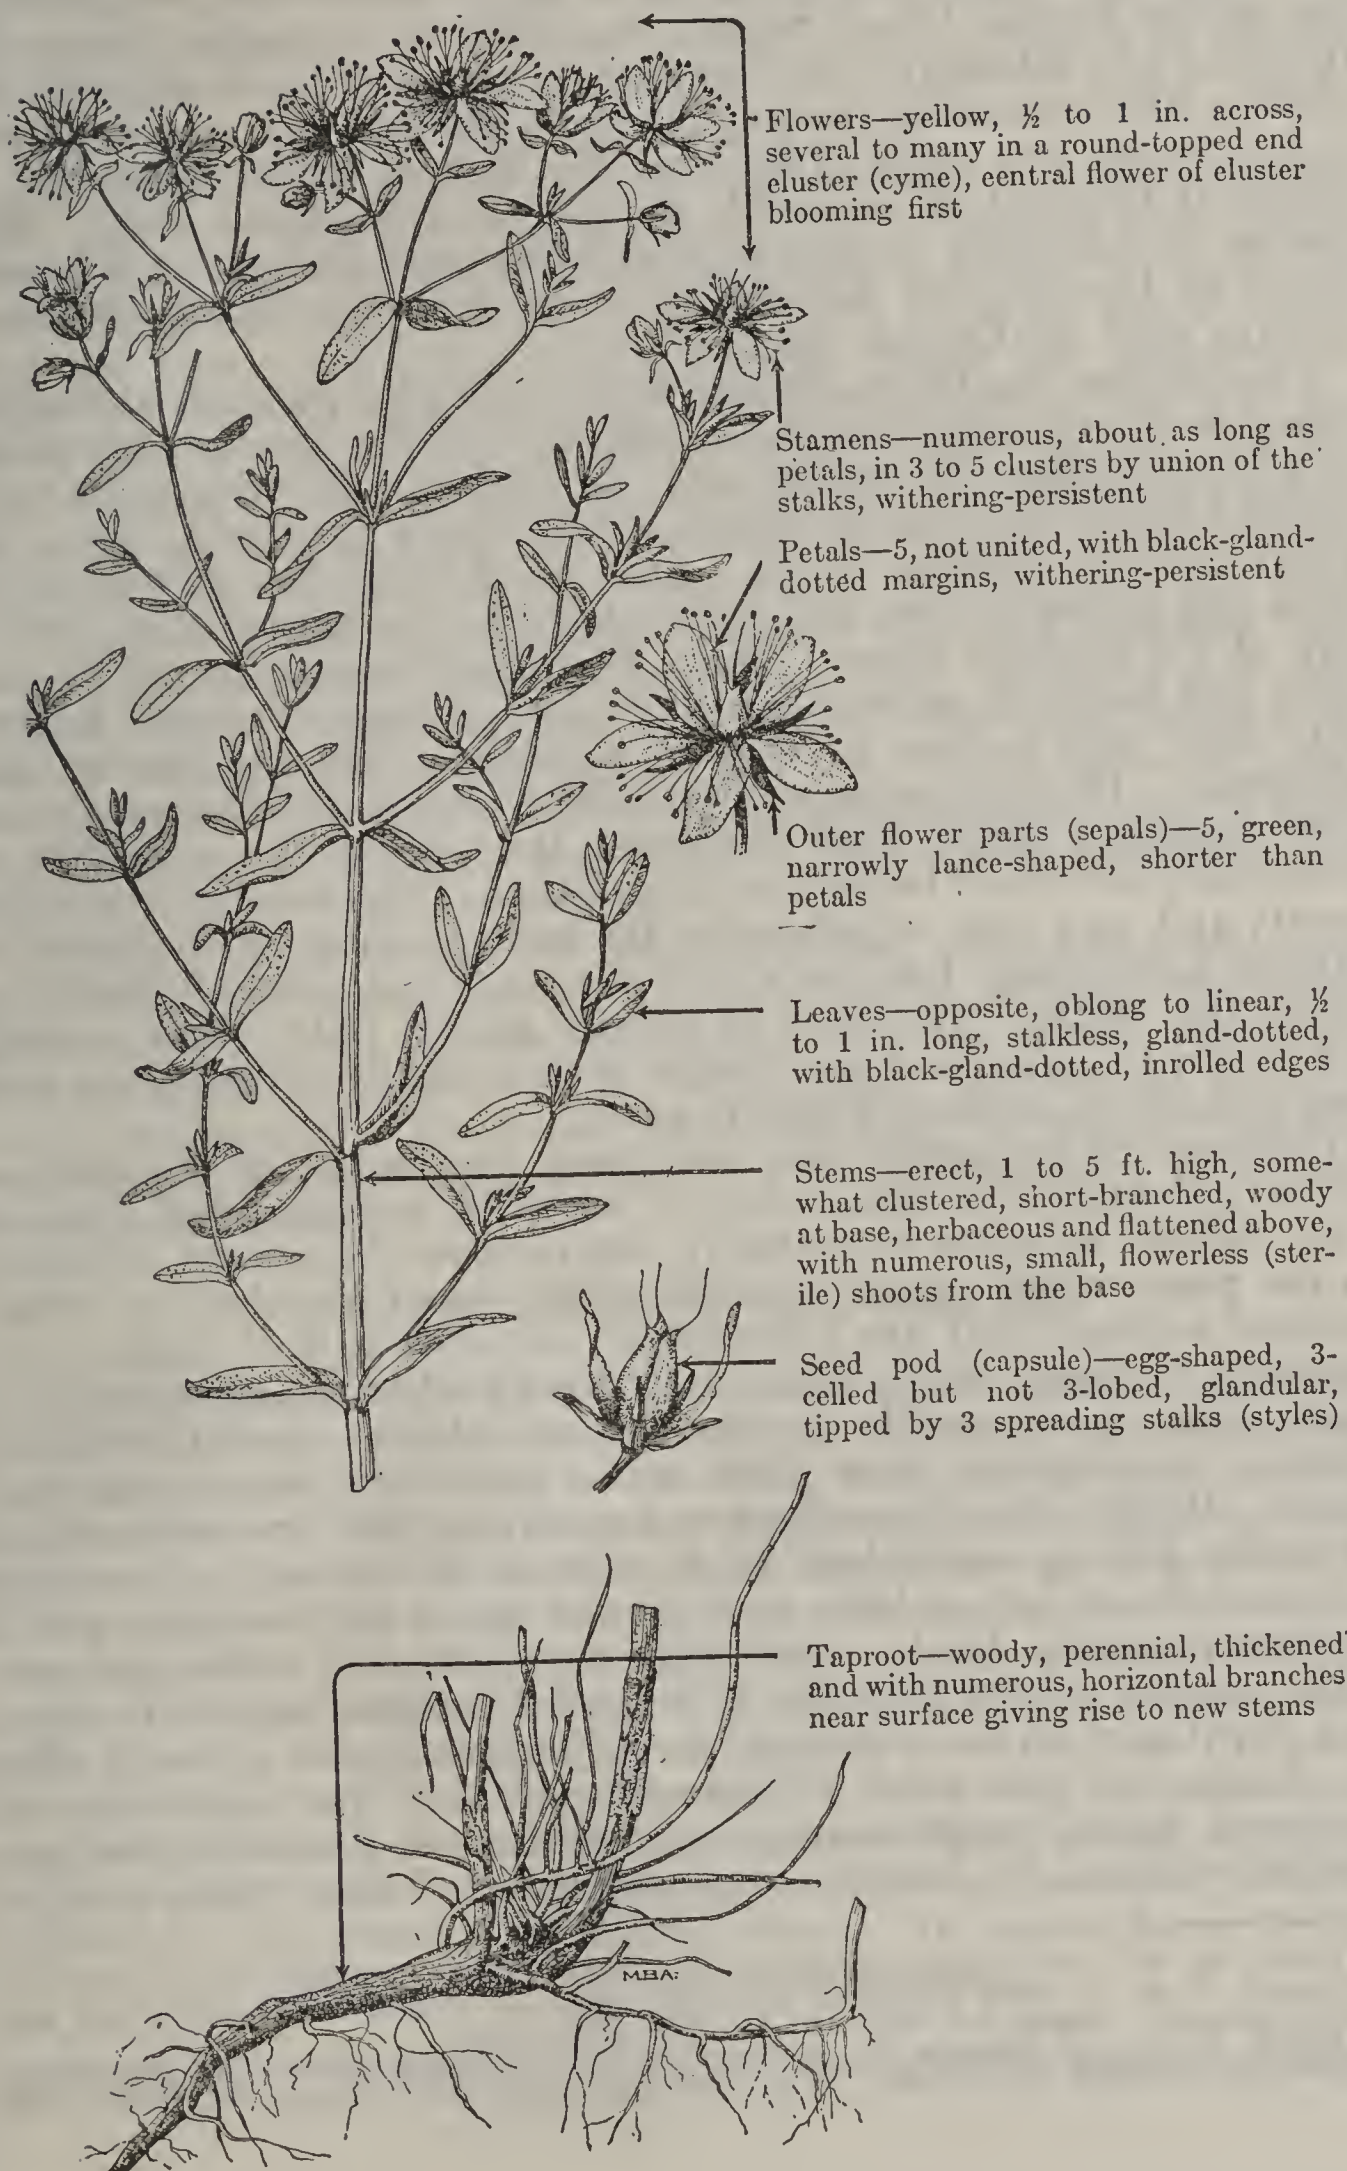 Flowers—yellow, ½ to 1 in. across,
several to many in a round-topped end
eluster (cyme), eentral flower of eluster
blooming first
Stamens—numerous, about as long as
petals, in 3 to 5 clusters by union of the
stalks, withering-persistent
Petals—5, not united, with black-gland-
dotted margins, withering-persistent
Outer flower parts (sepals)—5, green,
narrowly lance-shaped, shorter than
petals
Leaves—opposite, oblong to linear, ½
to 1 in. long, stalkless, gland-dotted,
with black-gland-dotted, inrolled edges
Stems—erect, 1 to 5 ft. high, some-
what clustered, short-branched, woody
at base, herbaceous and flattened above,
with numerous, small, flowerless (ster-
ile) shoots from the base
Seed pod (capsule)—egg-shaped, 3-
celled but not 3-lobed, glandular,
tipped by 3 spreading stalks (styles)
Taproot—woody, perennial, thickened
and with numerous, horizontal branches
near surface giving rise to new stems
M.B.A: